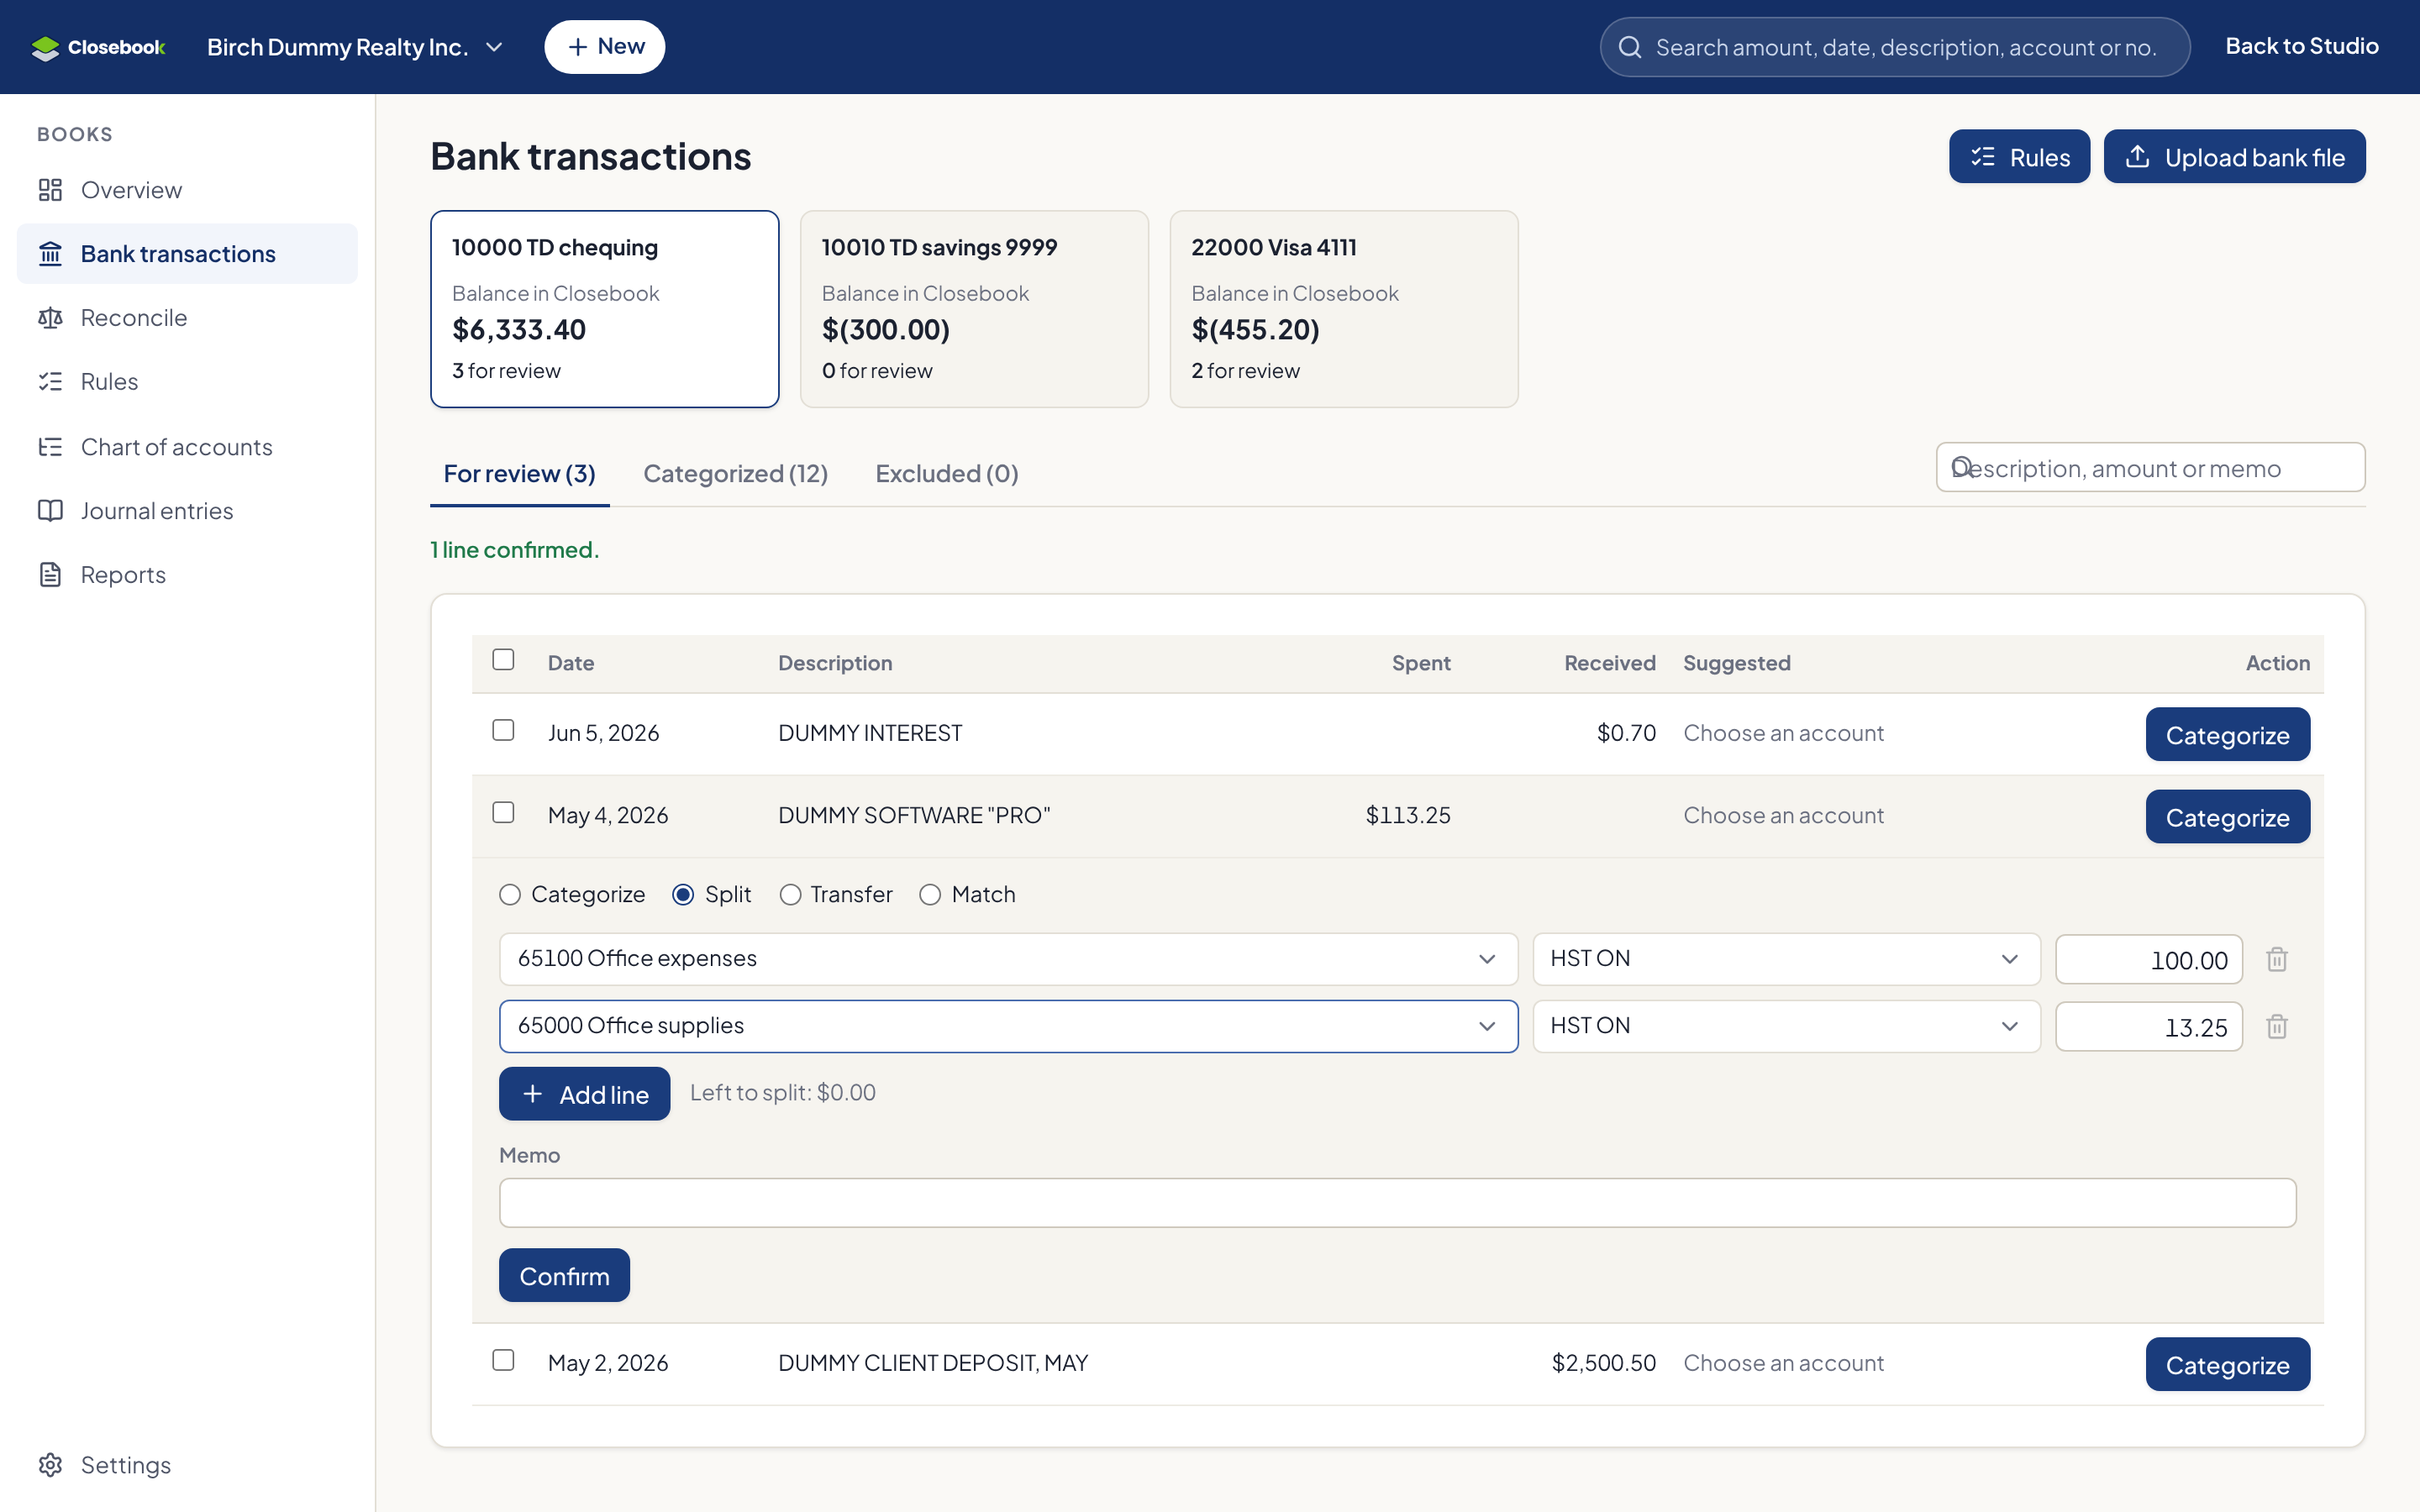 Closebook
Birch Dummy Realty Inc.
New
Search amount, date, description, account or no.
Back to Studio
BOOKS
Overview
Bank transactions
Reconcile
Rules
Chart of accounts
Journal entries
Reports
Settings
Bank transactions
Rules
Upload bank file
10000 TD chequing
Balance in Closebook
$6,333.40
3 for review
10010 TD savings 9999
Balance in Closebook
$(300.00)
0 for review
22000 Visa 4111
Balance in Closebook
$(455.20)
2 for review
For review (3)
Categorized (12)
Excluded (0)
Description, amount or memo
1 line confirmed.
Date Description Spent Received Suggested Action
Jun 5, 2026 DUMMY INTEREST $0.70 Choose an account Categorize
May 4, 2026 DUMMY SOFTWARE "PRO" $113.25 Choose an account Categorize
Categorize Split Transfer Match
65100 Office expenses HST ON 100.00
65000 Office supplies HST ON 13.25
Add line Left to split: $0.00
Memo
Confirm
May 2, 2026 DUMMY CLIENT DEPOSIT, MAY $2,500.50 Choose an account Categorize